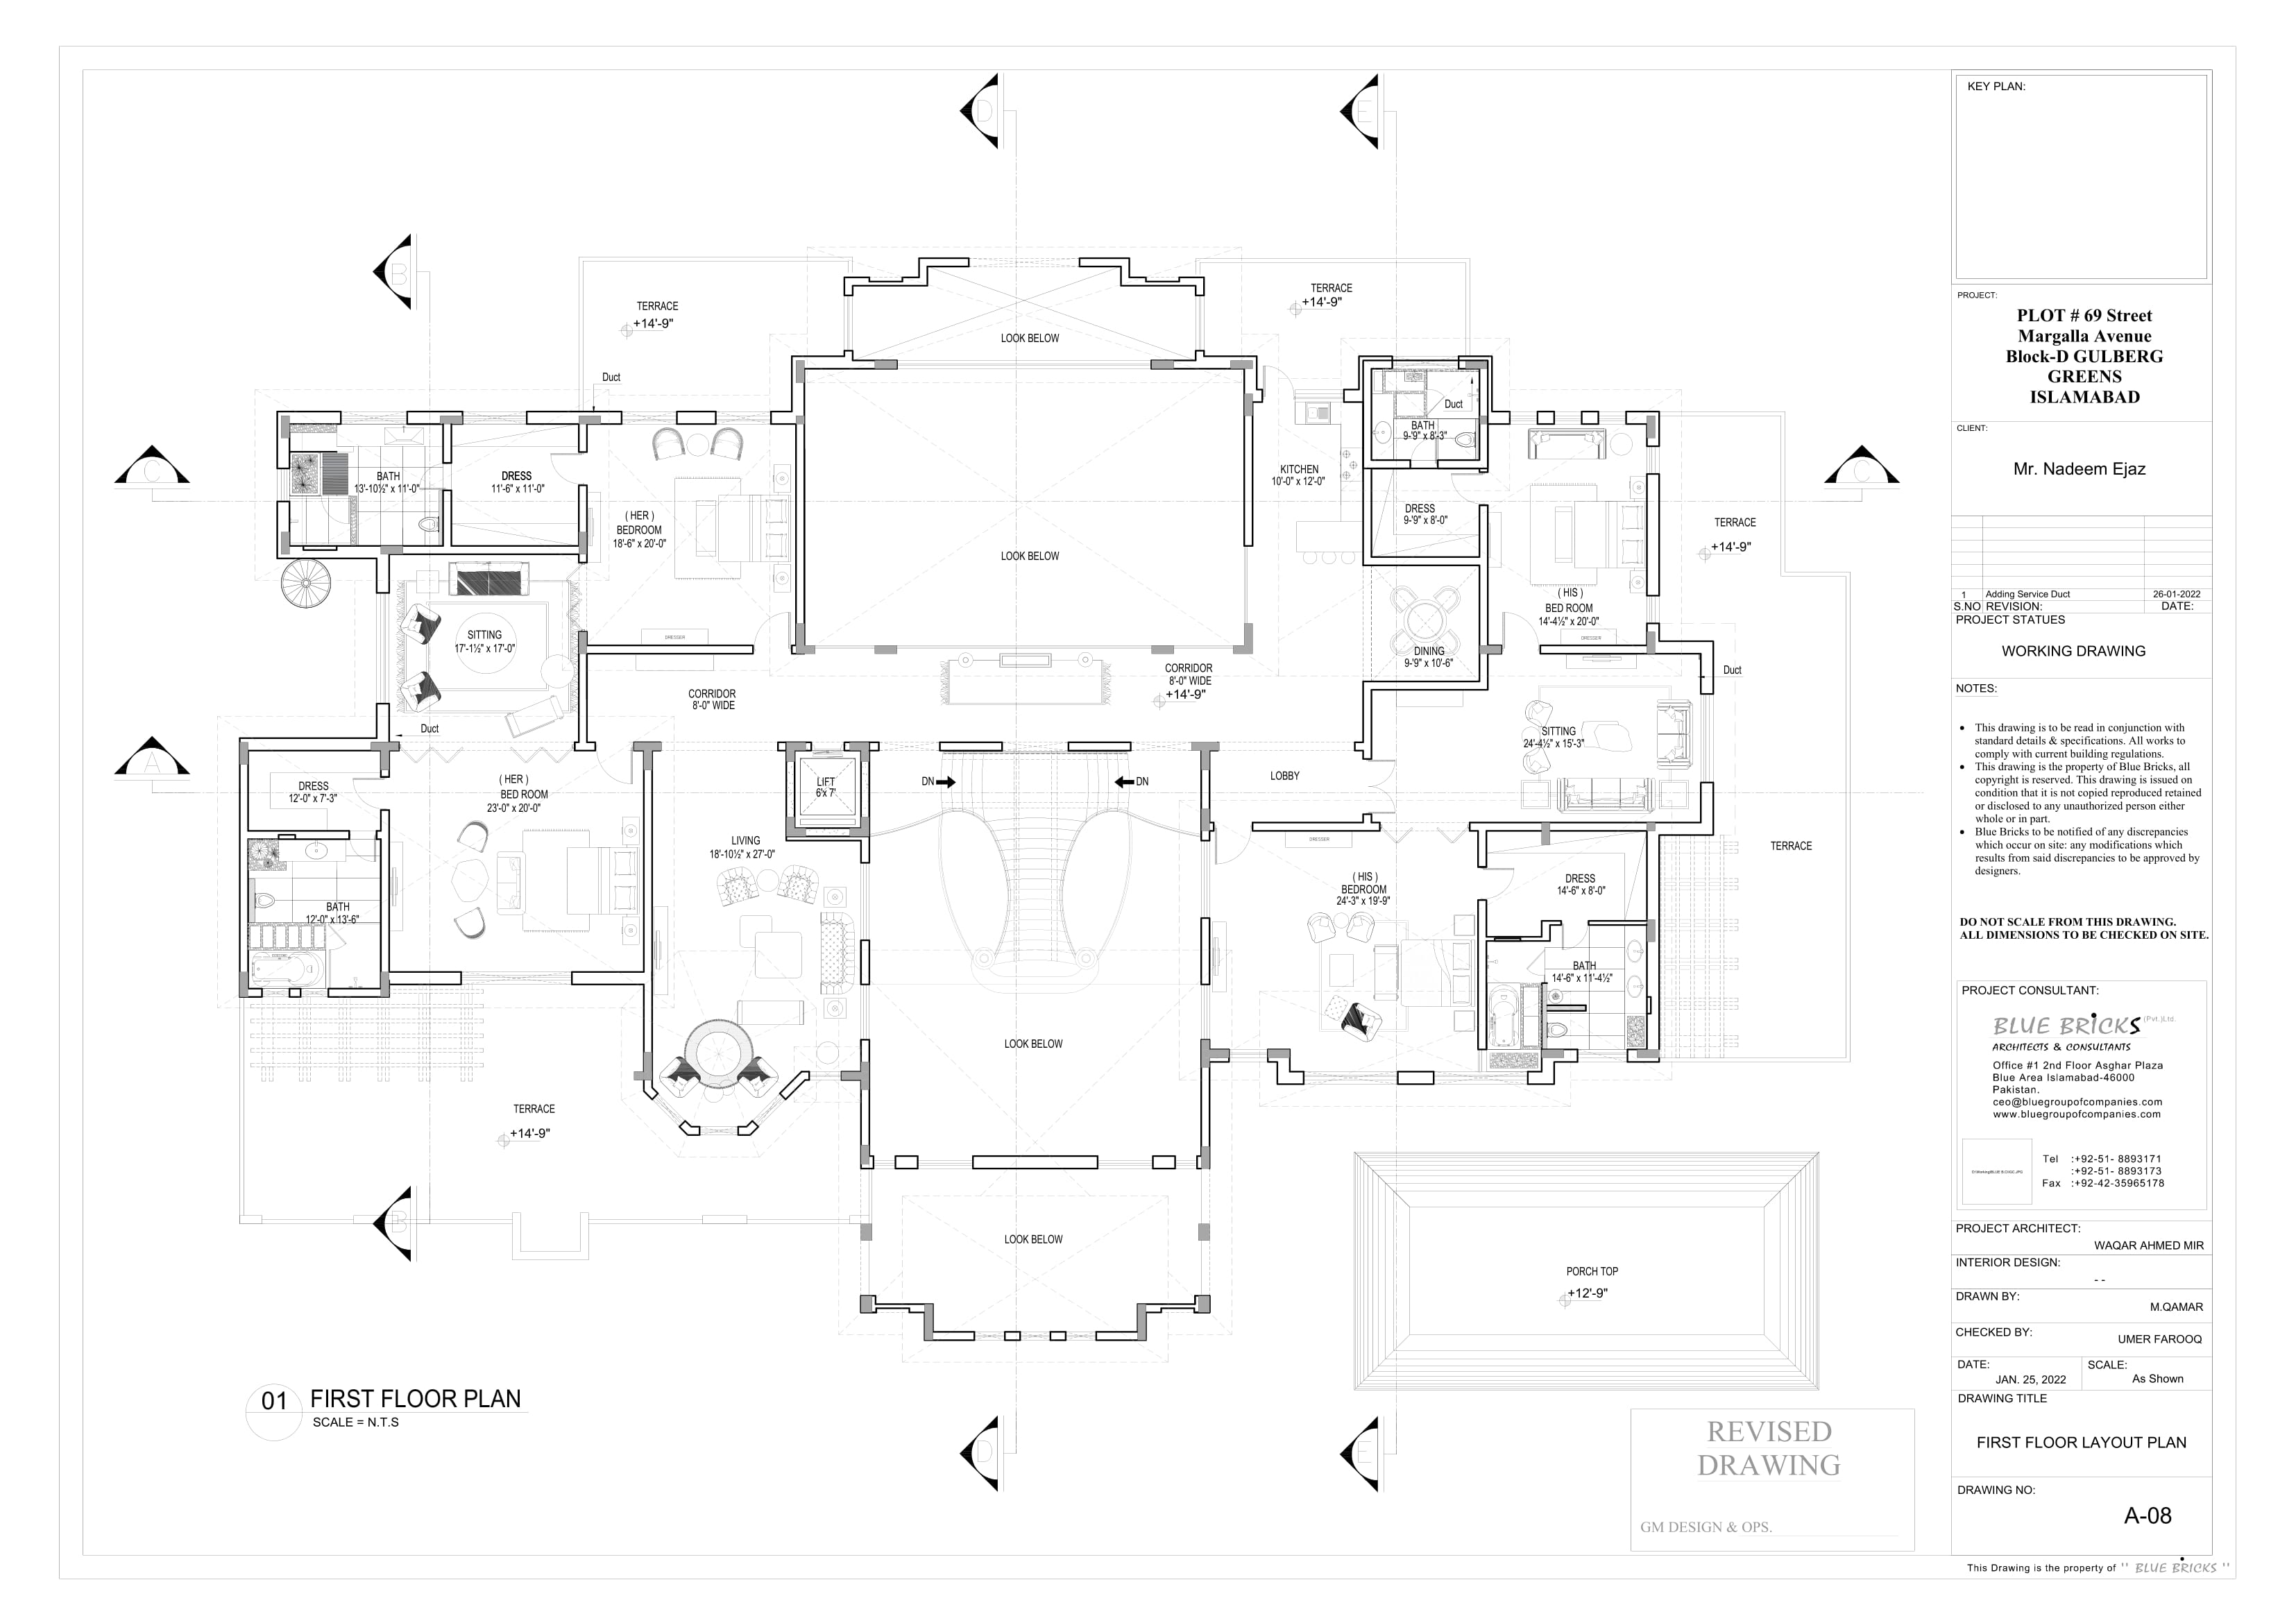 D
E
B
C
C
A
B
D
E
TERRACE
+14'-9"
TERRACE
+14'-9"
LOOK BELOW
Duct
Duct
BATH
9-'9" x 8'-3"
BATH
13'-10½" x 11'-0"
DRESS
11'-6" x 11'-0"
( HER )
BEDROOM
18'-6" x 20'-0"
LOOK BELOW
KITCHEN
10'-0" x 12'-0"
DRESS
9-'9" x 8'-0"
TERRACE
+14'-9"
( HIS )
BED ROOM
14'-4½" x 20'-0"
DRESSER
DRESSER
SITTING
17'-1½" x 17'-0"
DINING
9-'9" x 10'-6"
CORRIDOR
8'-0" WIDE
+14'-9"
CORRIDOR
8'-0" WIDE
Duct
Duct
SITTING
24'-4½" x 15'-3"
DRESS
12'-0" x 7'-3"
( HER )
BED ROOM
23'-0" x 20'-0"
LIFT
6'x 7'
DN
DN
LOBBY
LIVING
18'-10½" x 27'-0"
DRESSER
TERRACE
( HIS )
BEDROOM
24'-3" x 19'-9"
DRESS
14'-6" x 8'-0"
BATH
12'-0" x 13'-6"
BATH
14'-6" x 11'-4½"
LOOK BELOW
TERRACE
+14'-9"
LOOK BELOW
PORCH TOP
+12'-9"
01 FIRST FLOOR PLAN
SCALE = N.T.S
REVISED
DRAWING
GM DESIGN & OPS.
KEY PLAN:
PROJECT:
PLOT # 69 Street
Margalla Avenue
Block-D GULBERG
GREENS
ISLAMABAD
CLIENT:
Mr. Nadeem Ejaz
1 Adding Service Duct 26-01-2022
S.NO REVISION: DATE:
PROJECT STATUES
WORKING DRAWING
NOTES:
• This drawing is to be read in conjunction with
standard details & specifications. All works to
comply with current building regulations.
• This drawing is the property of Blue Bricks, all
copyright is reserved. This drawing is issued on
condition that it is not copied reproduced retained
or disclosed to any unauthorized person either
whole or in part.
• Blue Bricks to be notified of any discrepancies
which occur on site: any modifications which
results from said discrepancies to be approved by
designers.
DO NOT SCALE FROM THIS DRAWING.
ALL DIMENSIONS TO BE CHECKED ON SITE.
PROJECT CONSULTANT:
BLUE BRICKS (Pvt.)Ltd.
ARCHITECTS & CONSULTANTS
Office #1 2nd Floor Asghar Plaza
Blue Area Islamabad-46000
Pakistan.
ceo@bluegroupofcompanies.com
www.bluegroupofcompanies.com
Tel :+92-51- 8893171
:+92-51- 8893173
Fax :+92-42-35965178
PROJECT ARCHITECT:
WAQAR AHMED MIR
INTERIOR DESIGN:
- -
DRAWN BY:
M.QAMAR
CHECKED BY:
UMER FAROOQ
DATE: SCALE:
JAN. 25, 2022 As Shown
DRAWING TITLE
FIRST FLOOR LAYOUT PLAN
DRAWING NO:
A-08
This Drawing is the property of '' BLUE BRICKS ''